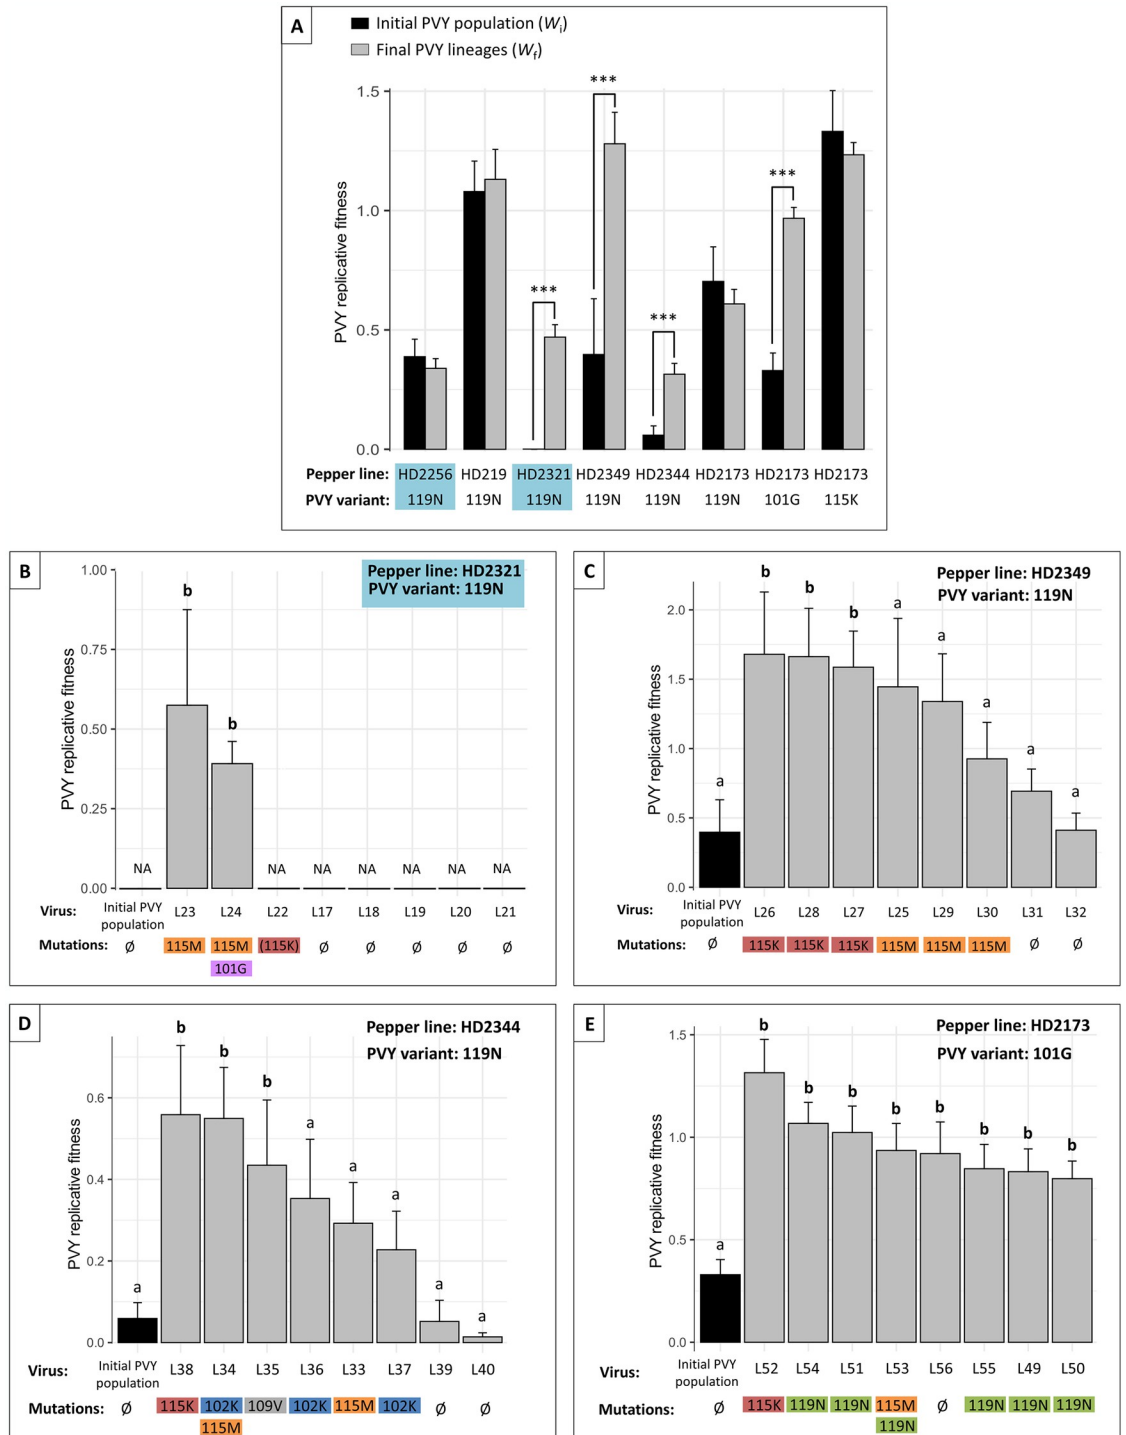 A
Initial PVY population (Wi)
Final PVY lineages (Wf)
PVY replicative fitness
1.5
1.0
0.5
0.0
***
***
***
***
Pepper line: HD2256 HD219 HD2321 HD2349 HD2344 HD2173 HD2173 HD2173
PVY variant: 119N 119N 119N 119N 119N 119N 101G 115K
B
Pepper line: HD2321
PVY variant: 119N
PVY replicative fitness
1.00
0.75
0.50
0.25
0.00
NA b b NA NA NA NA NA NA
Virus: Initial PVY population L23 L24 L22 L17 L18 L19 L20 L21
Mutations: Ø 115M 115M (115K) Ø Ø Ø Ø Ø
101G
C
Pepper line: HD2349
PVY variant: 119N
PVY replicative fitness
2.0
1.5
1.0
0.5
0.0
a b b b a a a a a
Virus: Initial PVY population L26 L28 L27 L25 L29 L30 L31 L32
Mutations: Ø 115K 115K 115K 115M 115M 115M Ø Ø
D
Pepper line: HD2344
PVY variant: 119N
PVY replicative fitness
0.6
0.4
0.2
0.0
a b b b a a a a a
Virus: Initial PVY population L38 L34 L35 L36 L33 L37 L39 L40
Mutations: Ø 115K 102K 109V 102K 115M 102K Ø Ø
115M
E
Pepper line: HD2173
PVY variant: 101G
PVY replicative fitness
1.5
1.0
0.5
0.0
a b b b b b b b b
Virus: Initial PVY population L52 L54 L51 L53 L56 L55 L49 L50
Mutations: Ø 115K 119N 119N 115M Ø 119N 119N 119N
119N